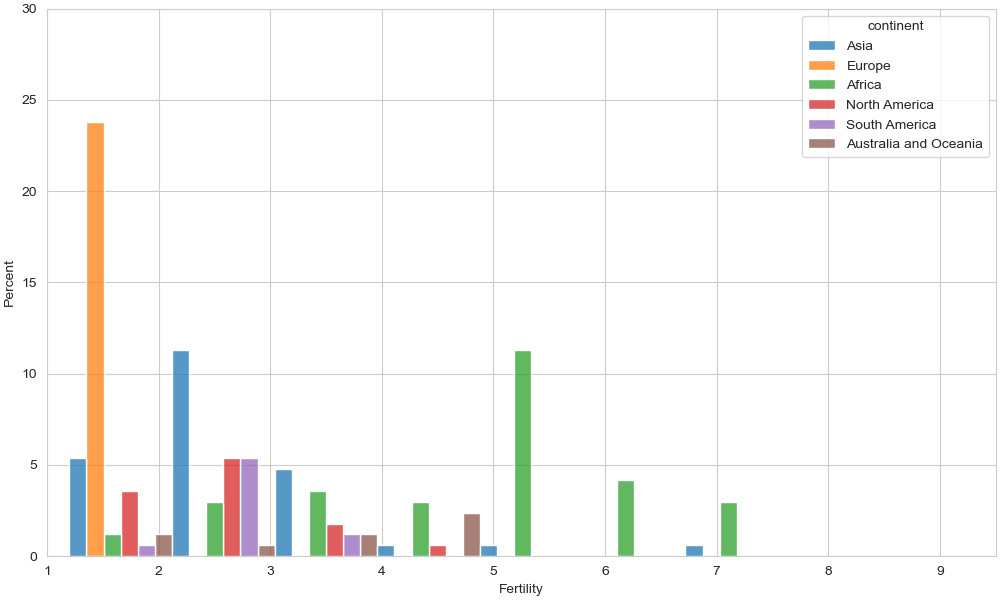 30
25
20
15
10
5
0
Percent
1 2 3 4 5 6 7 8 9
Fertility
continent
Asia
Europe
Africa
North America
South America
Australia and Oceania